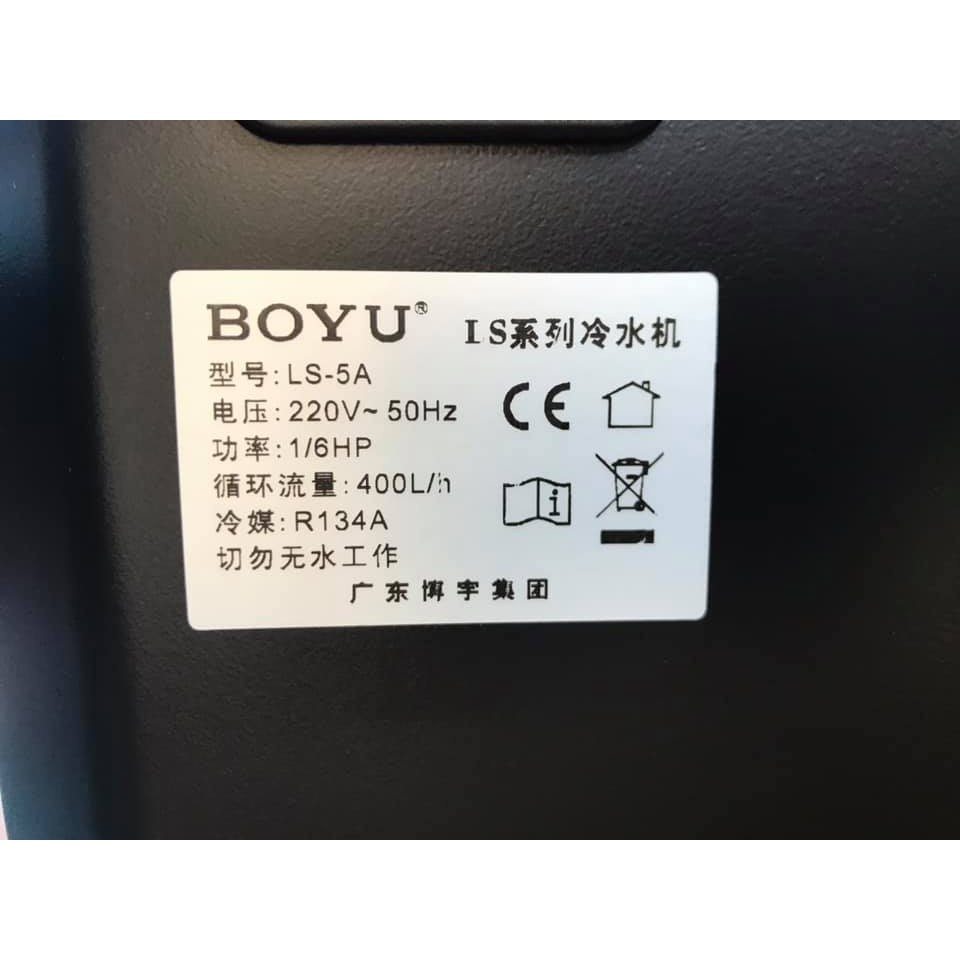 BOYU® LS系列冷水机
型号:LS-5A
电压:220V~50Hz
功率:1/6HP
循环流量:400L/h
冷媒:R134A
切勿无水工作
广东博宇集团
CE
i